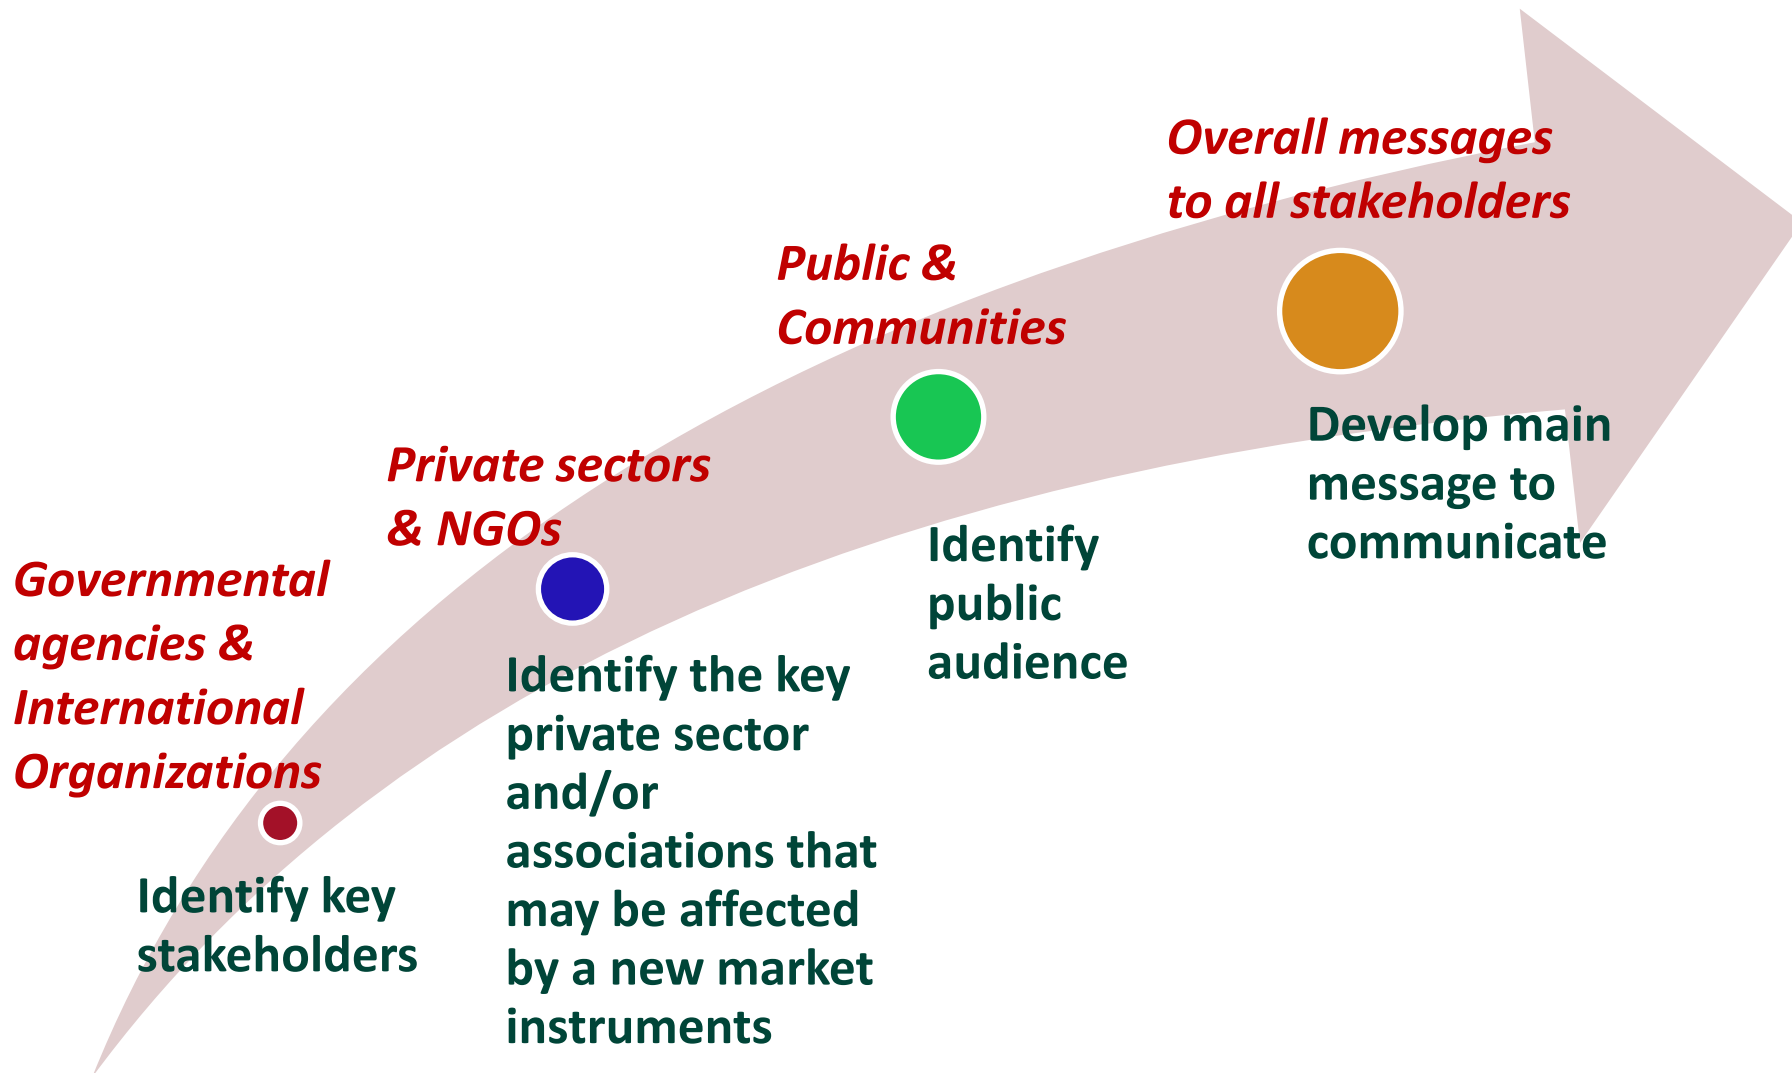 Governmental
agencies &
International
Organizations
Identify key
stakeholders
Private sectors
& NGOs
Identify the key
private sector
and/or
associations that
may be affected
by a new market
instruments
Public &
Communities
Identify
public
audience
Overall messages
to all stakeholders
Develop main
message to
communicate